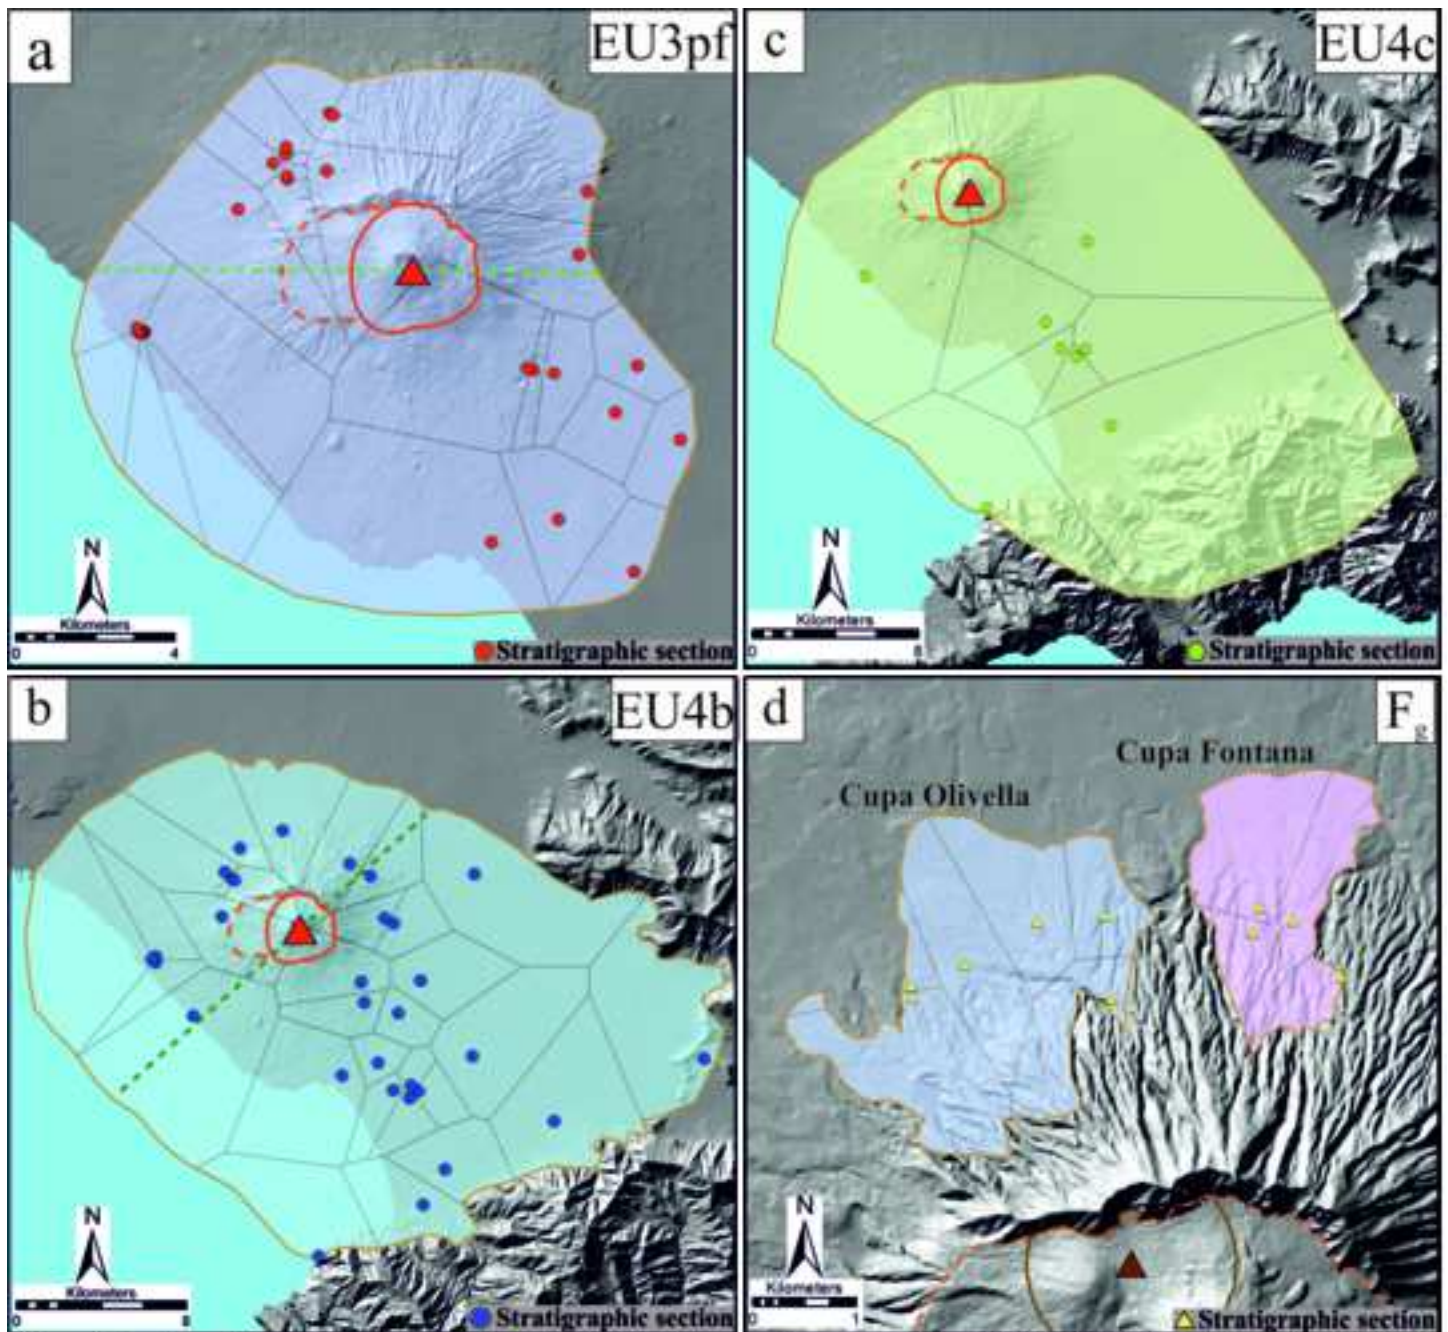 a
EU3pf
N
Kilometers
0 4
Stratigraphic section
c
EU4c
N
Kilometers
0 8
Stratigraphic section
b
EU4b
N
Kilometers
0 8
Stratigraphic section
d
Fg
Cupa Fontana
Cupa Olivella
N
Kilometers
0 1
Stratigraphic section